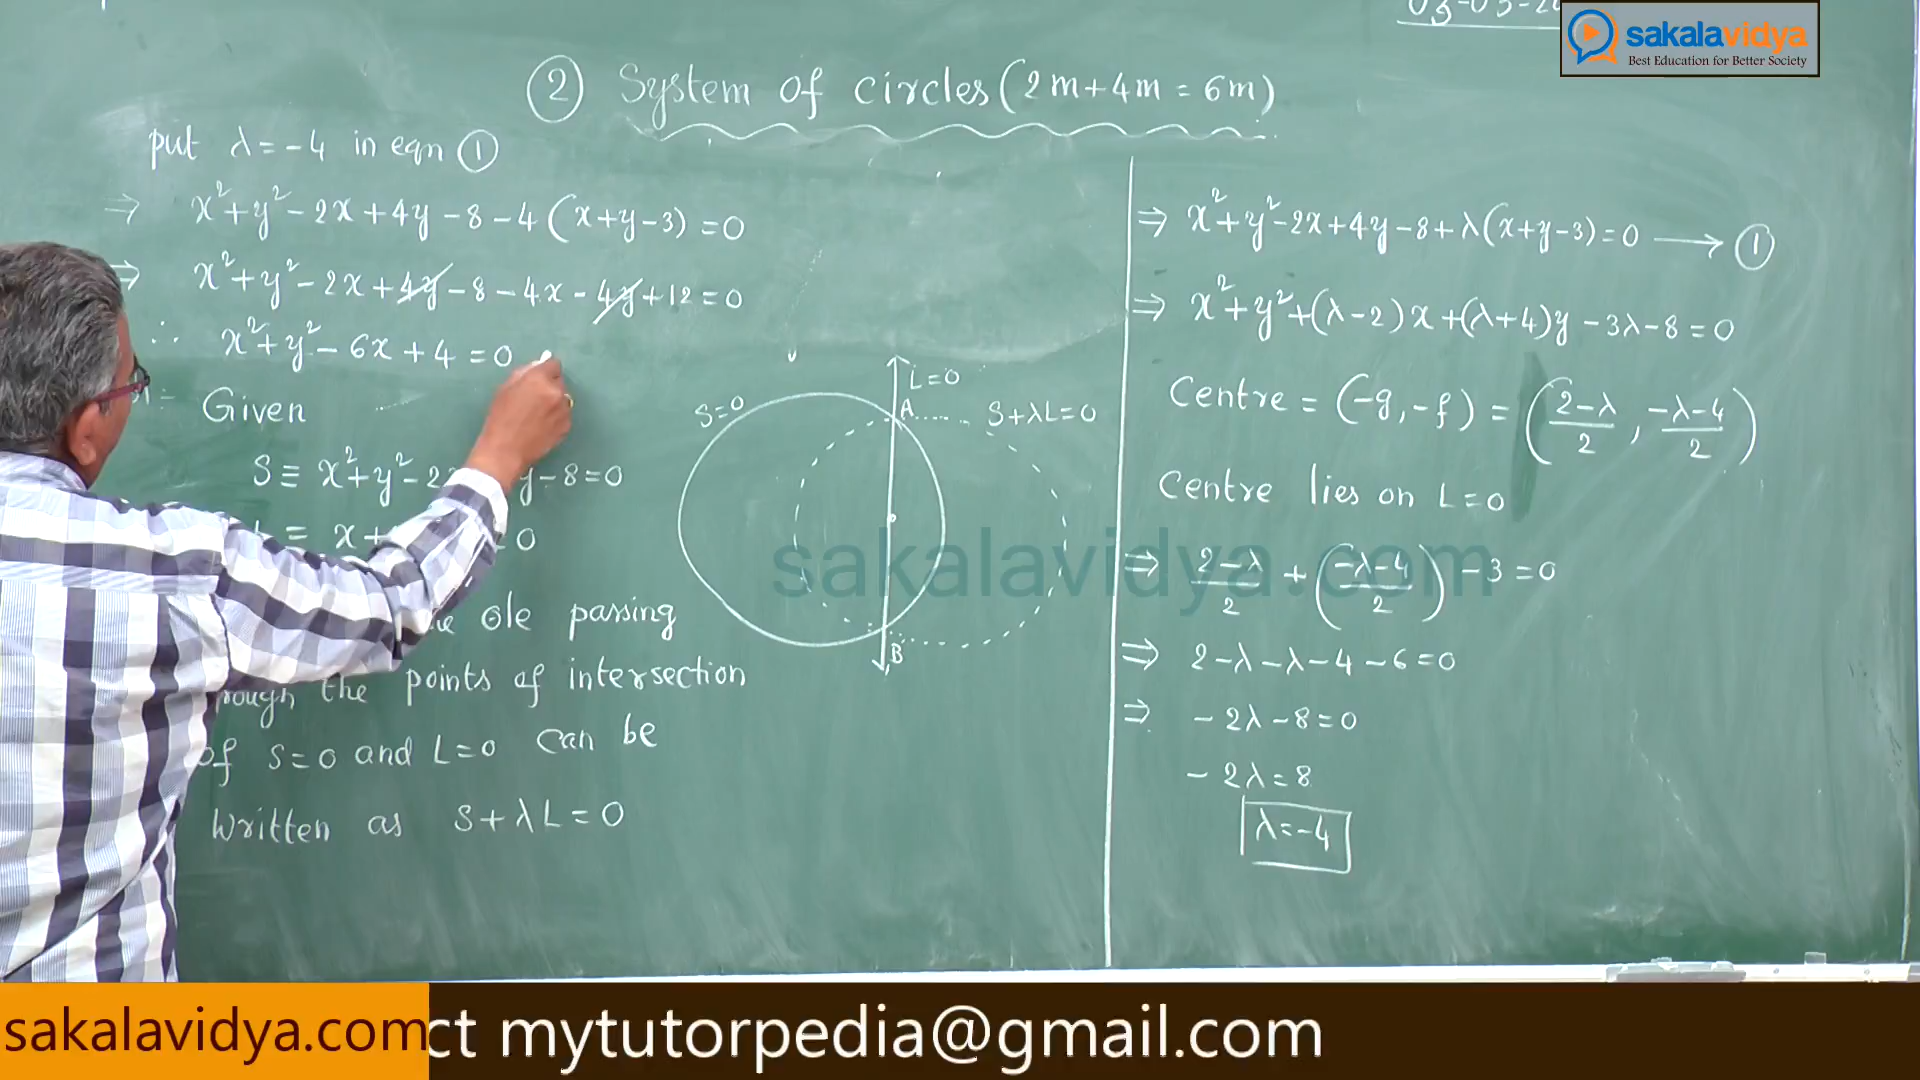 sakalavidya
Best Education for Better Society
② System of circles (2m+4m = 6m)
put λ=-4 in eqn ①
⇒ x²+y²-2x+4y-8-4(x+y-3)=0
⇒ x²+y²-2x+4y-8-4x-4y+12=0
∴ x²+y²-6x+4=0
Given
S≡ x²+y²-2 y-8=0
= x+ =0
ole passing
the points of intersection
of S=0 and L=0 can be
written as S+λL=0
L=0
S=0
A
S+λL=0
B
⇒ x²+y²-2x+4y-8+λ(x+y-3)=0 ⟶ ①
⇒ x²+y²+(λ-2)x+(λ+4)y-3λ-8=0
Centre = (-g,-f) = (2-λ/2, -λ-4/2)
Centre lies on L=0
⇒ 2-λ/2 + (-λ-4/2) -3=0
⇒ 2-λ-λ-4-6=0
⇒ -2λ-8=0
-2λ=8
λ=-4
sakalavidya.com
sakalavidya.com ct mytutorpedia@gmail.com